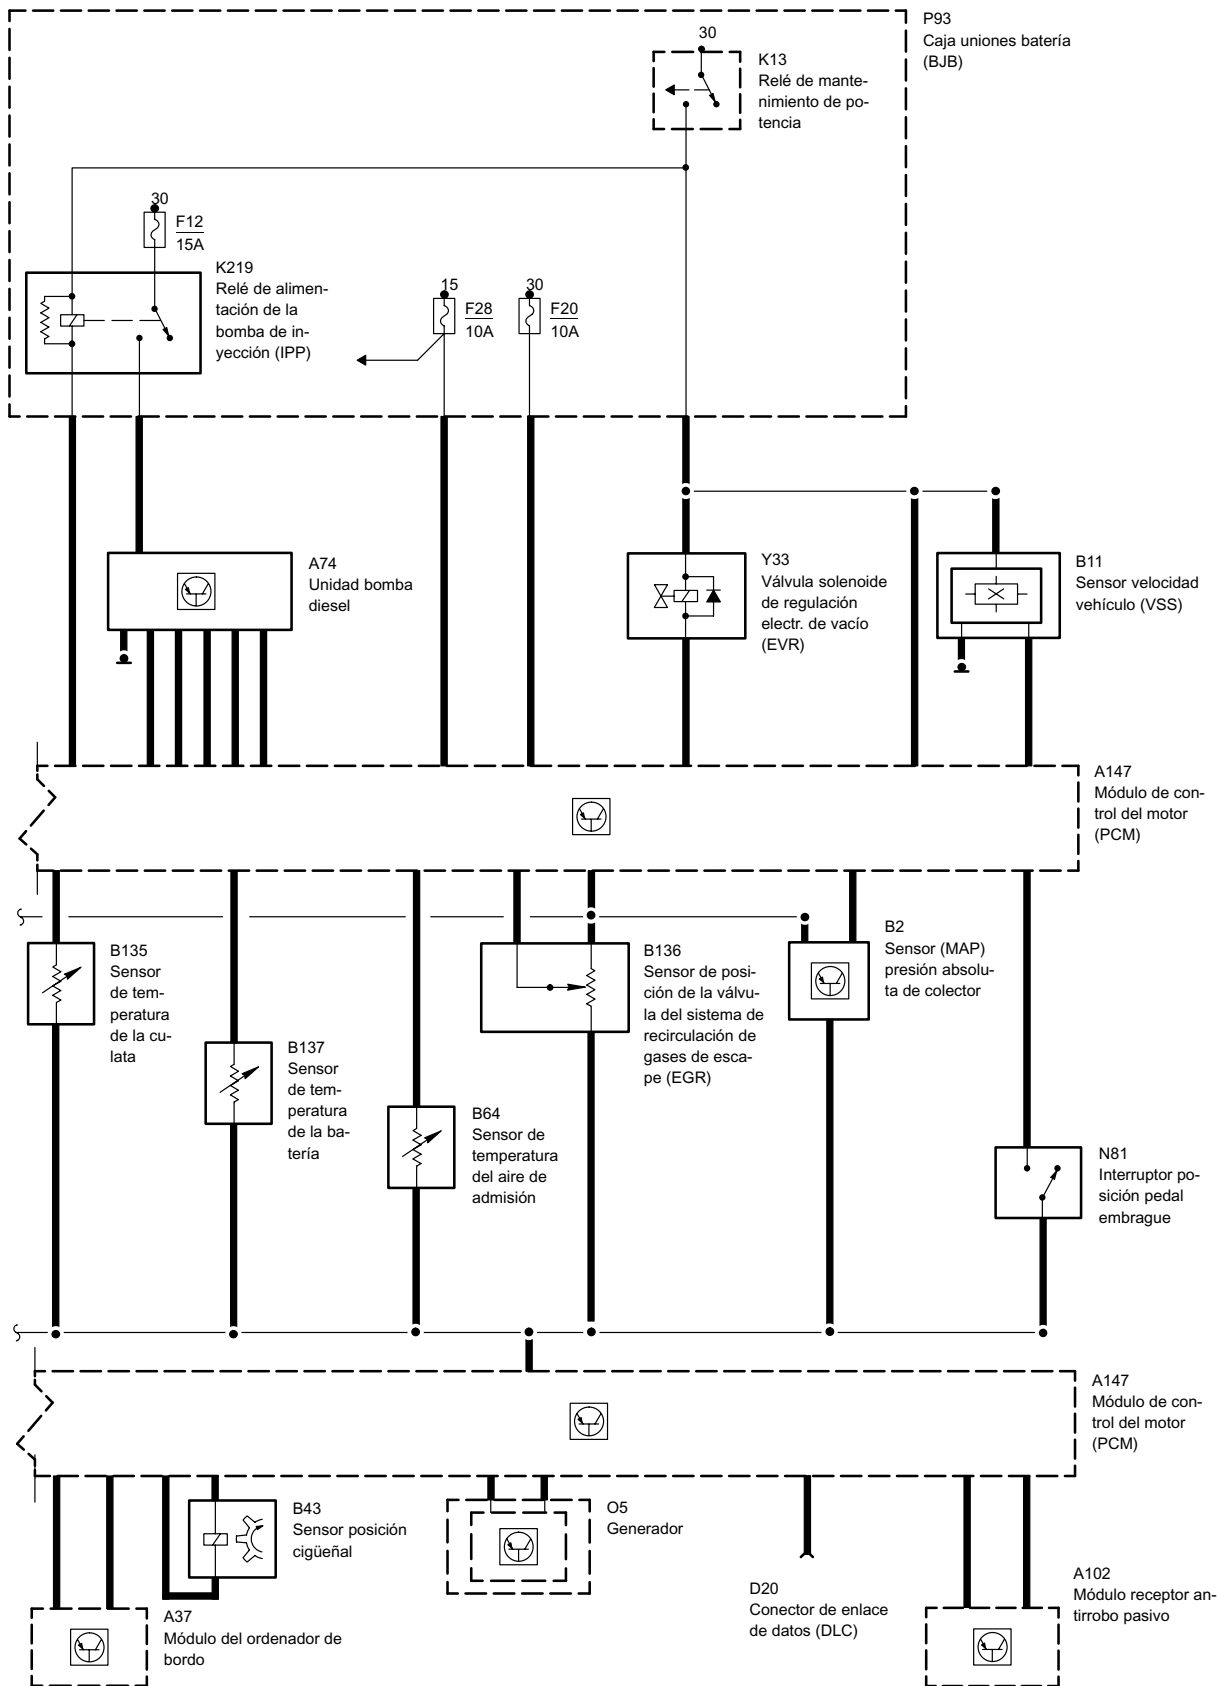 P93
Caja uniones batería
(BJB)
30
K13
Relé de mante-
nimiento de po-
tencia
30
F12
15A
K219
Relé de alimen-
tación de la
bomba de in-
yección (IPP)
15
F28
10A
30
F20
10A
A74
Unidad bomba
diesel
Y33
Válvula solenoide
de regulación
electr. de vacío
(EVR)
B11
Sensor velocidad
vehículo (VSS)
A147
Módulo de con-
trol del motor
(PCM)
B135
Sensor
de tem-
peratura
de la cu-
lata
B137
Sensor
de tem-
peratura
de la ba-
tería
B64
Sensor de
temperatura
del aire de
admisión
B136
Sensor de posi-
ción de la válvu-
la del sistema de
recirculación de
gases de esca-
pe (EGR)
B2
Sensor (MAP)
presión absolu-
ta de colector
N81
Interruptor po-
sición pedal
embrague
A147
Módulo de con-
trol del motor
(PCM)
B43
Sensor posición
cigüeñal
O5
Generador
A37
Módulo del ordenador de
bordo
D20
Conector de enlace
de datos (DLC)
A102
Módulo receptor an-
tirrobo pasivo